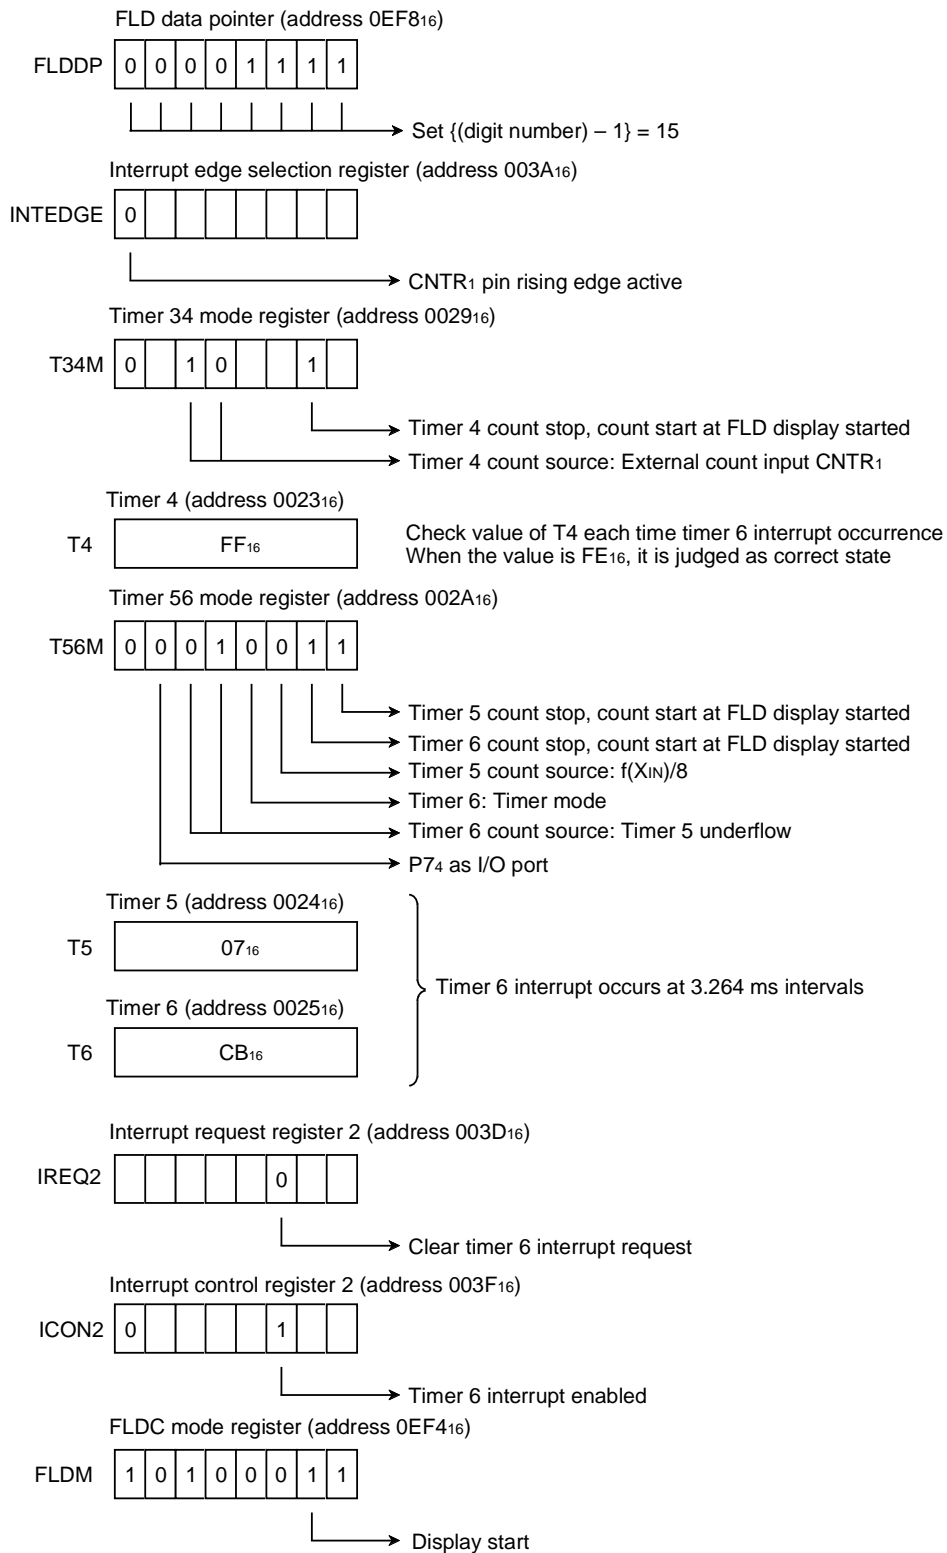 FLD data pointer (address 0EF8₁₆)
FLDDP 0 0 0 0 1 1 1 1
Set {(digit number) – 1} = 15
Interrupt edge selection register (address 003A₁₆)
INTEDGE 0
CNTR₁ pin rising edge active
Timer 34 mode register (address 0029₁₆)
T34M 0 1 0 1
Timer 4 count stop, count start at FLD display started
Timer 4 count source: External count input CNTR₁
Timer 4 (address 0023₁₆)
T4 FF₁₆
Check value of T4 each time timer 6 interrupt occurrence
When the value is FE₁₆, it is judged as correct state
Timer 56 mode register (address 002A₁₆)
T56M 0 0 0 1 0 0 1 1
Timer 5 count stop, count start at FLD display started
Timer 6 count stop, count start at FLD display started
Timer 5 count source: f(XIN)/8
Timer 6: Timer mode
Timer 6 count source: Timer 5 underflow
P7₄ as I/O port
Timer 5 (address 0024₁₆)
T5 07₁₆
Timer 6 interrupt occurs at 3.264 ms intervals
Timer 6 (address 0025₁₆)
T6 CB₁₆
Interrupt request register 2 (address 003D₁₆)
IREQ2 0
Clear timer 6 interrupt request
Interrupt control register 2 (address 003F₁₆)
ICON2 0 1
Timer 6 interrupt enabled
FLDC mode register (address 0EF4₁₆)
FLDM 1 0 1 0 0 0 1 1
Display start